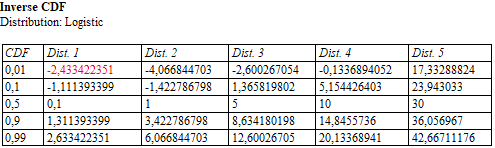 Inverse CDF
Distribution: Logistic
CDF Dist. 1 Dist. 2 Dist. 3 Dist. 4 Dist. 5
0,01 -2,433422351 -4,066844703 -2,600267054 -0,1336894052 17,33288824
0,1 -1,111393399 -1,422786798 1,365819802 5,154426403 23,943033
0,5 0,1 1 5 10 30
0,9 1,311393399 3,422786798 8,634180198 14,8455736 36,056967
0,99 2,633422351 6,066844703 12,60026705 20,13368941 42,66711176